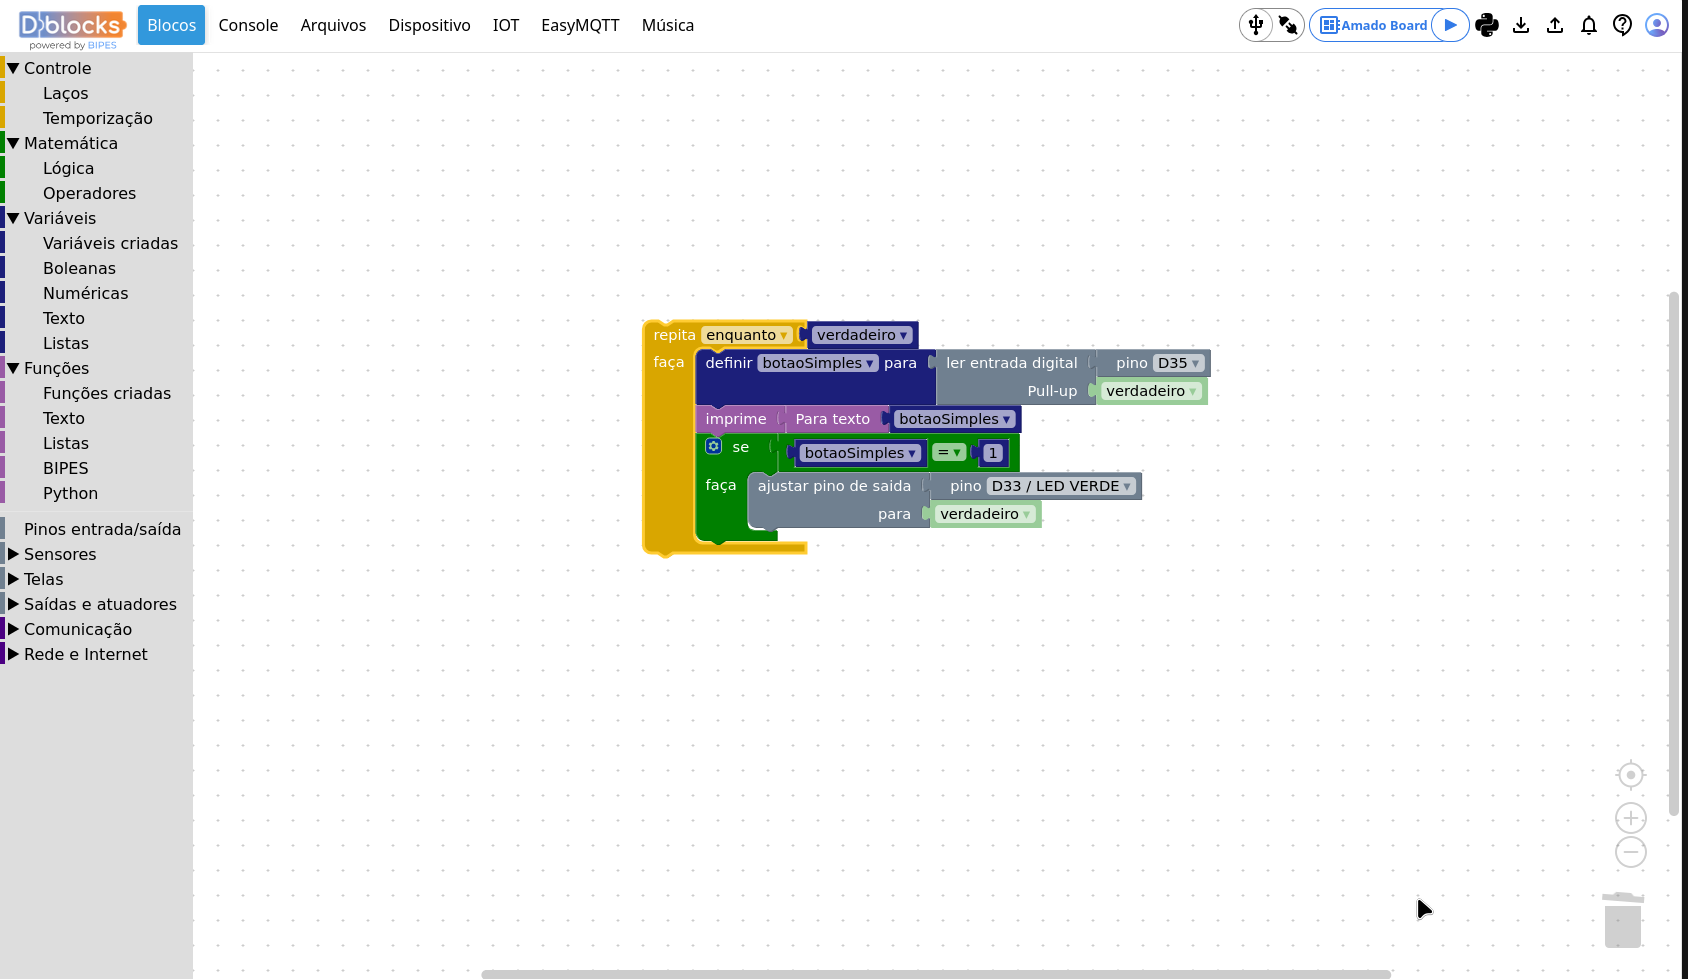 Dblocks
powered by BIPES
Blocos
Console
Arquivos
Dispositivo
IOT
EasyMQTT
Música
Amado Board
Controle
Laços
Temporização
Matemática
Lógica
Operadores
Variáveis
Variáveis criadas
Boleanas
Numéricas
Texto
Listas
Funções
Funções criadas
Texto
Listas
BIPES
Python
Pinos entrada/saída
Sensores
Telas
Saídas e atuadores
Comunicação
Rede e Internet
repita enquanto verdadeiro
faça definir botaoSimples para ler entrada digital pino D35
Pull-up verdadeiro
imprime Para texto botaoSimples
se botaoSimples = 1
faça ajustar pino de saida pino D33 / LED VERDE
para verdadeiro